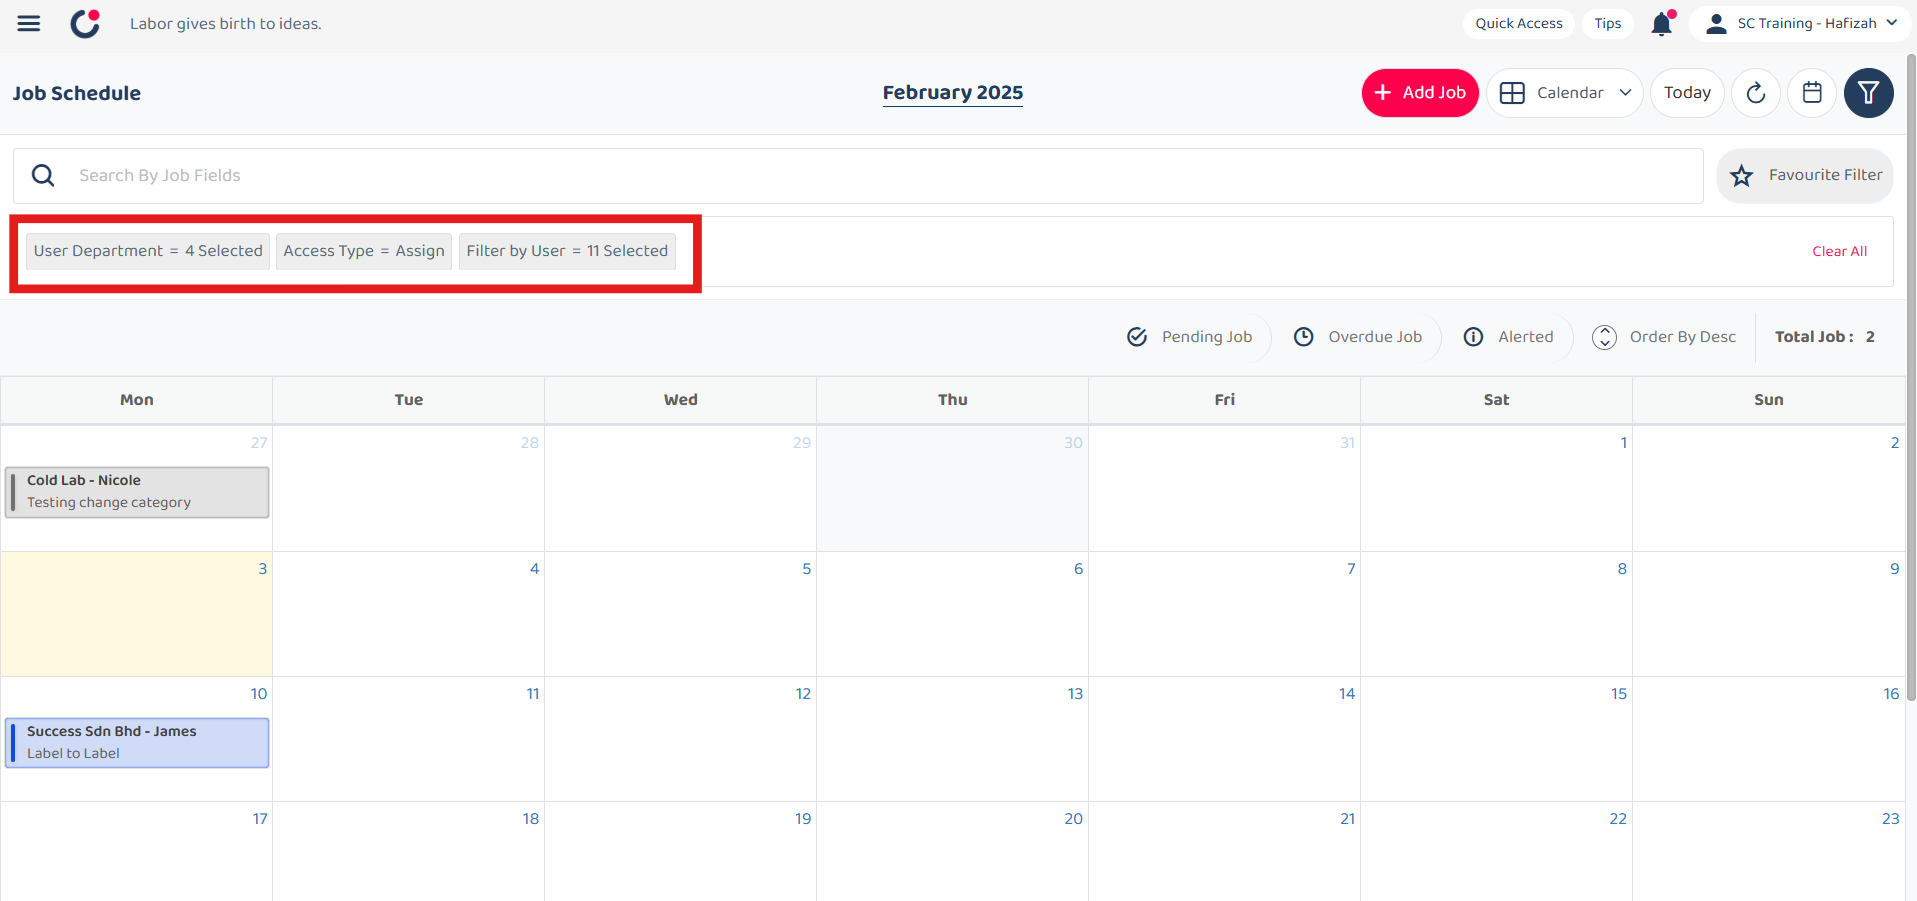 Labor gives birth to ideas.
Quick Access
Tips
SC Training - Hafizah
Job Schedule
February 2025
+ Add Job
Calendar
Today
Search By Job Fields
Favourite Filter
User Department = 4 Selected
Access Type = Assign
Filter by User = 11 Selected
Clear All
Pending Job
Overdue Job
Alerted
Order By Desc
Total Job : 2
Mon
Tue
Wed
Thu
Fri
Sat
Sun
27
28
29
30
31
1
2
Cold Lab - Nicole
Testing change category
3
4
5
6
7
8
9
10
11
12
13
14
15
16
Success Sdn Bhd - James
Label to Label
17
18
19
20
21
22
23